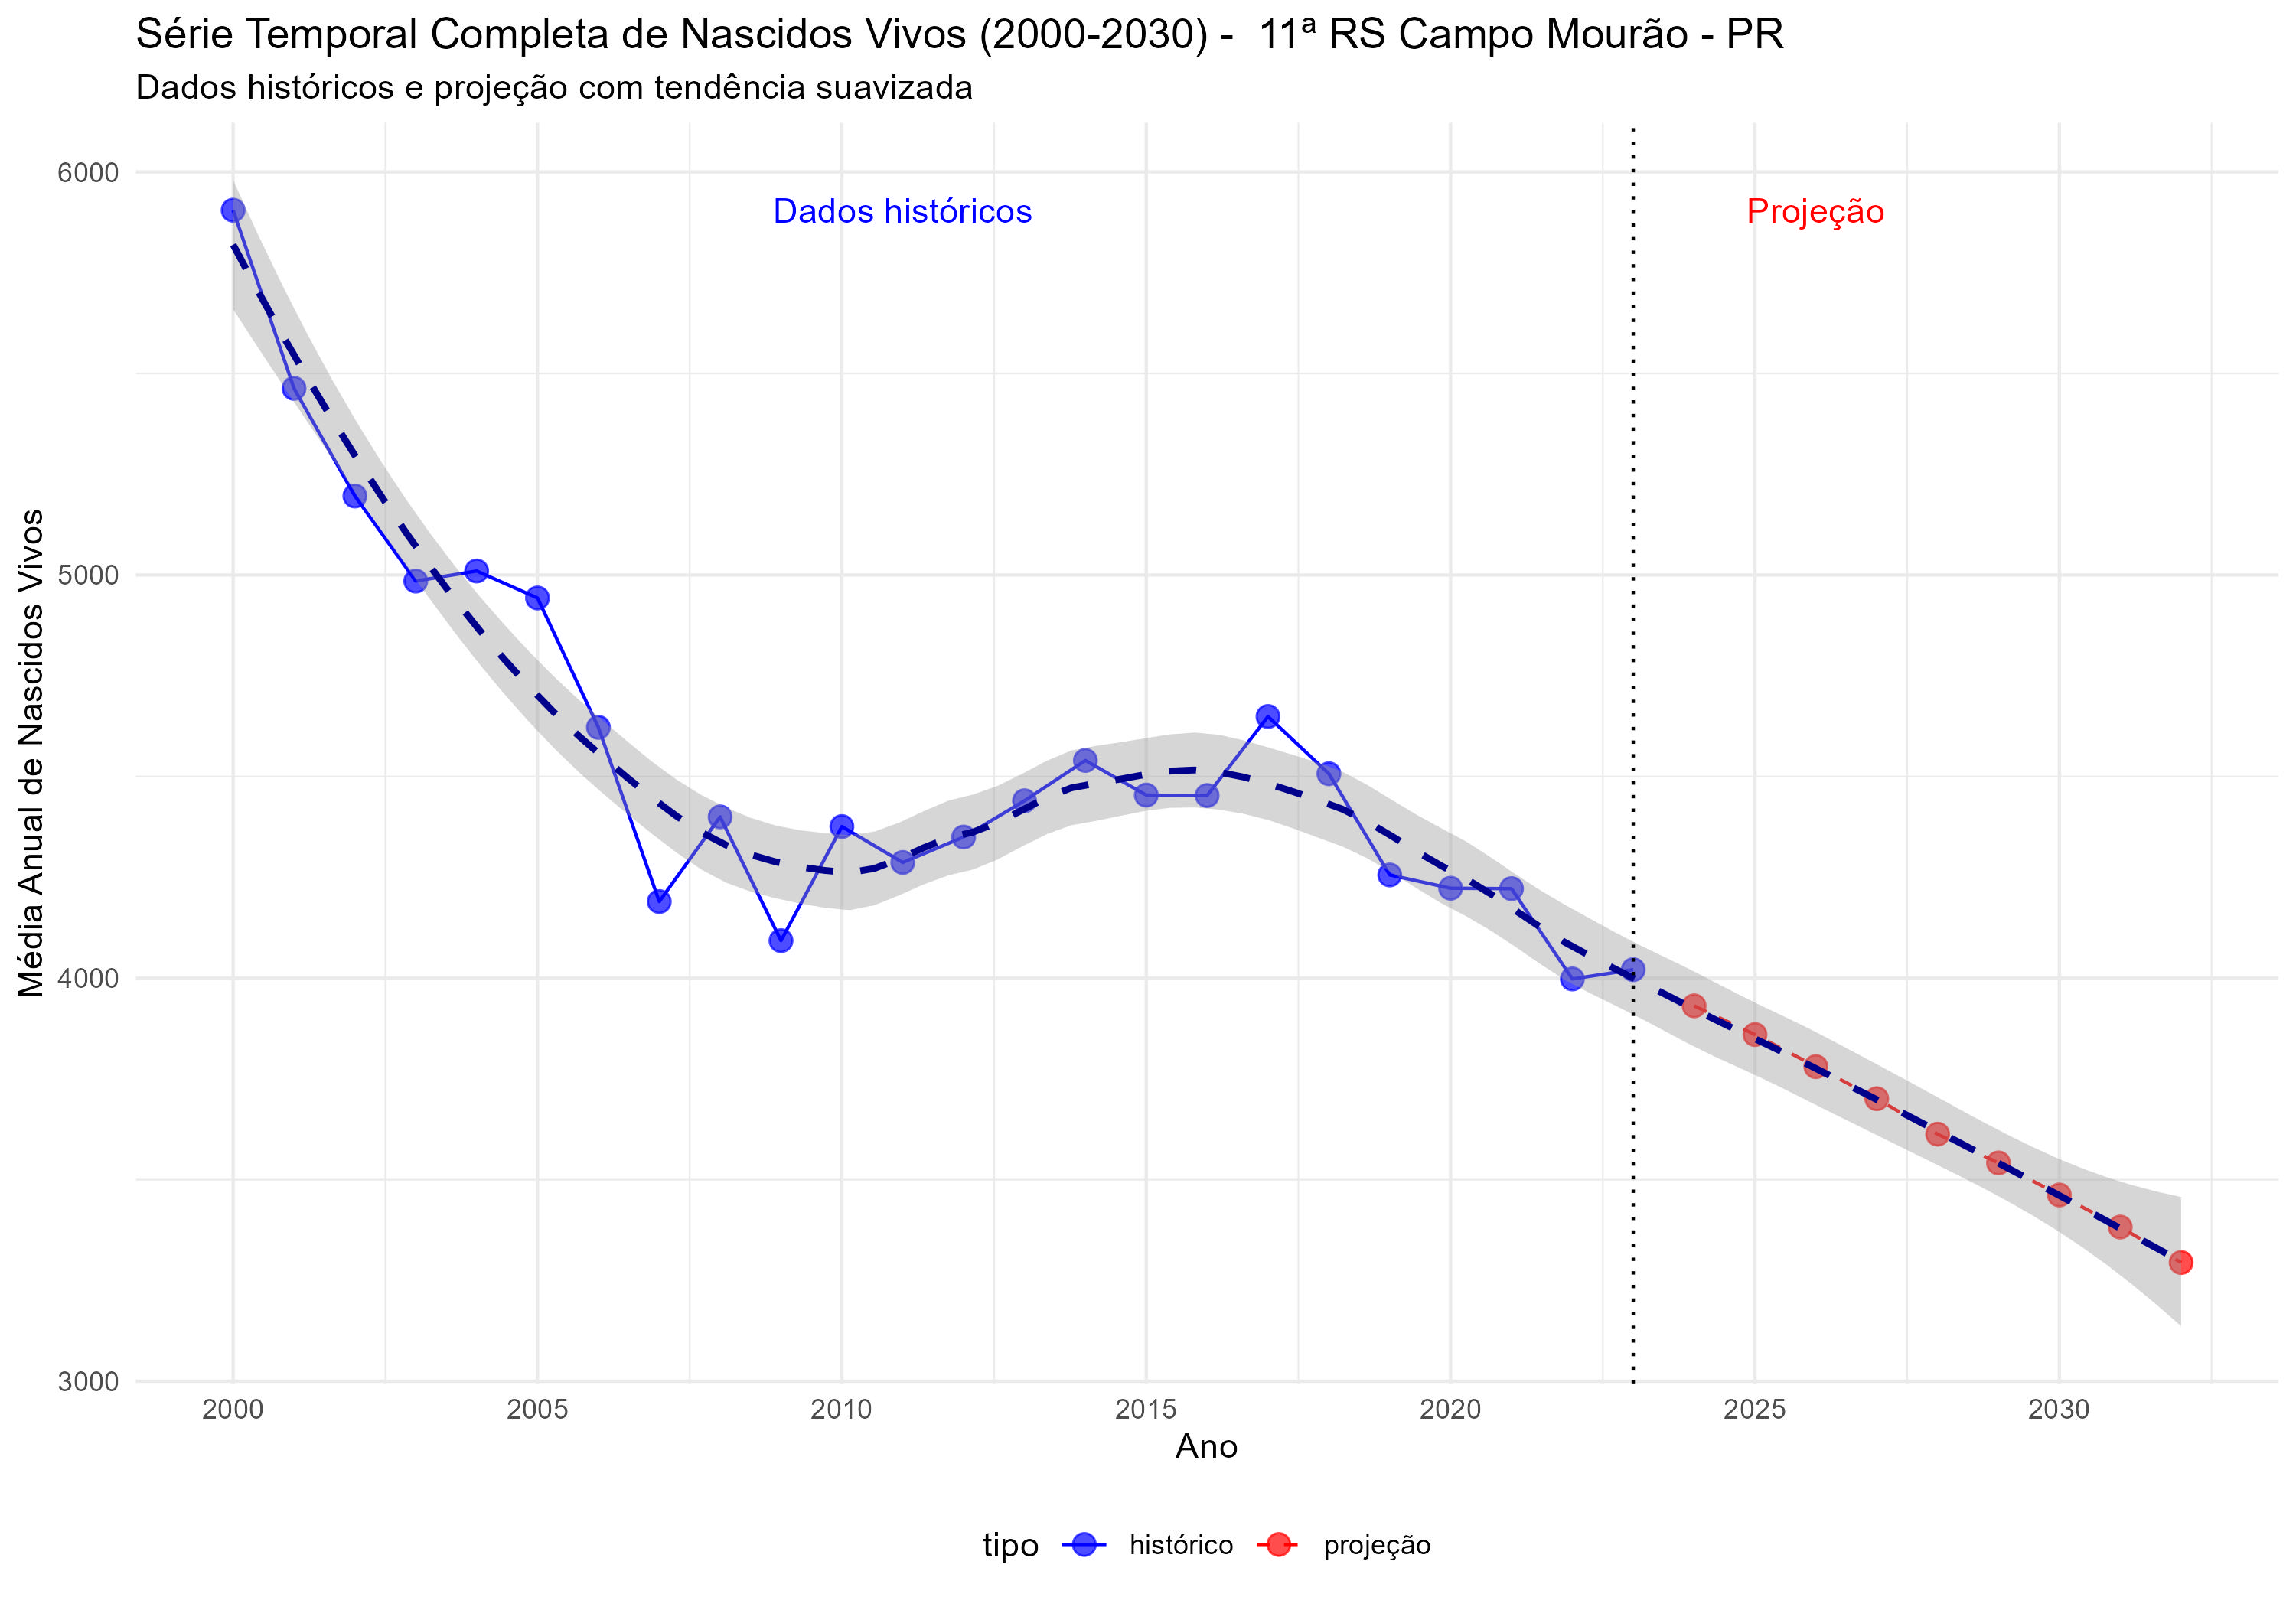 Série Temporal Completa de Nascidos Vivos (2000-2030) -  11ª RS Campo Mourão - PR
Dados históricos e projeção com tendência suavizada
Dados históricos
Projeção
Média Anual de Nascidos Vivos
6000
5000
4000
3000
2000 2005 2010 2015 2020 2025 2030
Ano
tipo histórico projeção